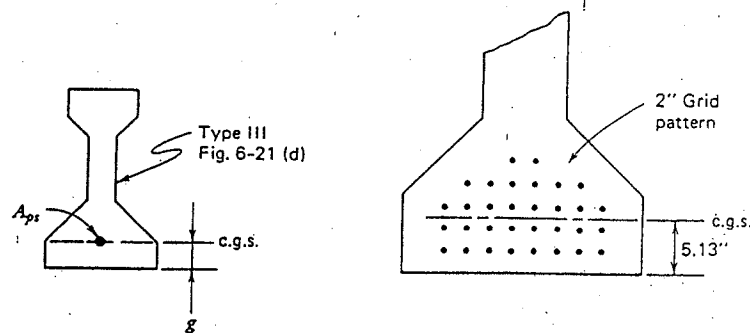 Type III
Fig. 6-21 (d)
A_ps
c.g.s.
g
2" Grid
pattern
c.g.s.
5.13"